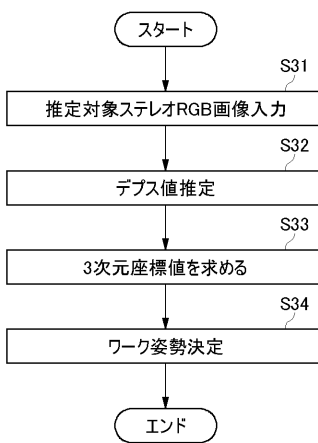 スタート
S31
推定対象ステレオRGB画像入力
S32
デプス値推定
S33
3次元座標値を求める
S34
ワーク姿勢決定
エンド